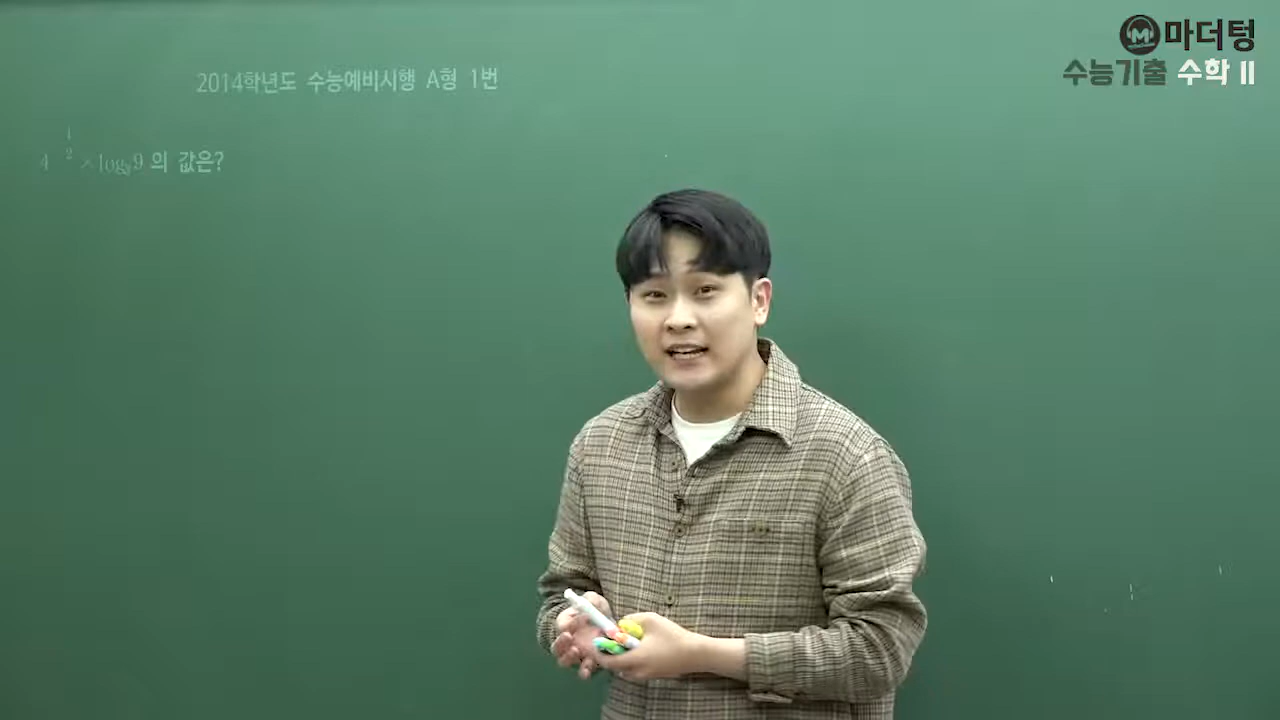 마더텅
수능기출 수학 II
2014학년도 수능예비시행 A형 1번
4^{1/2} × log₃9 의 값은?